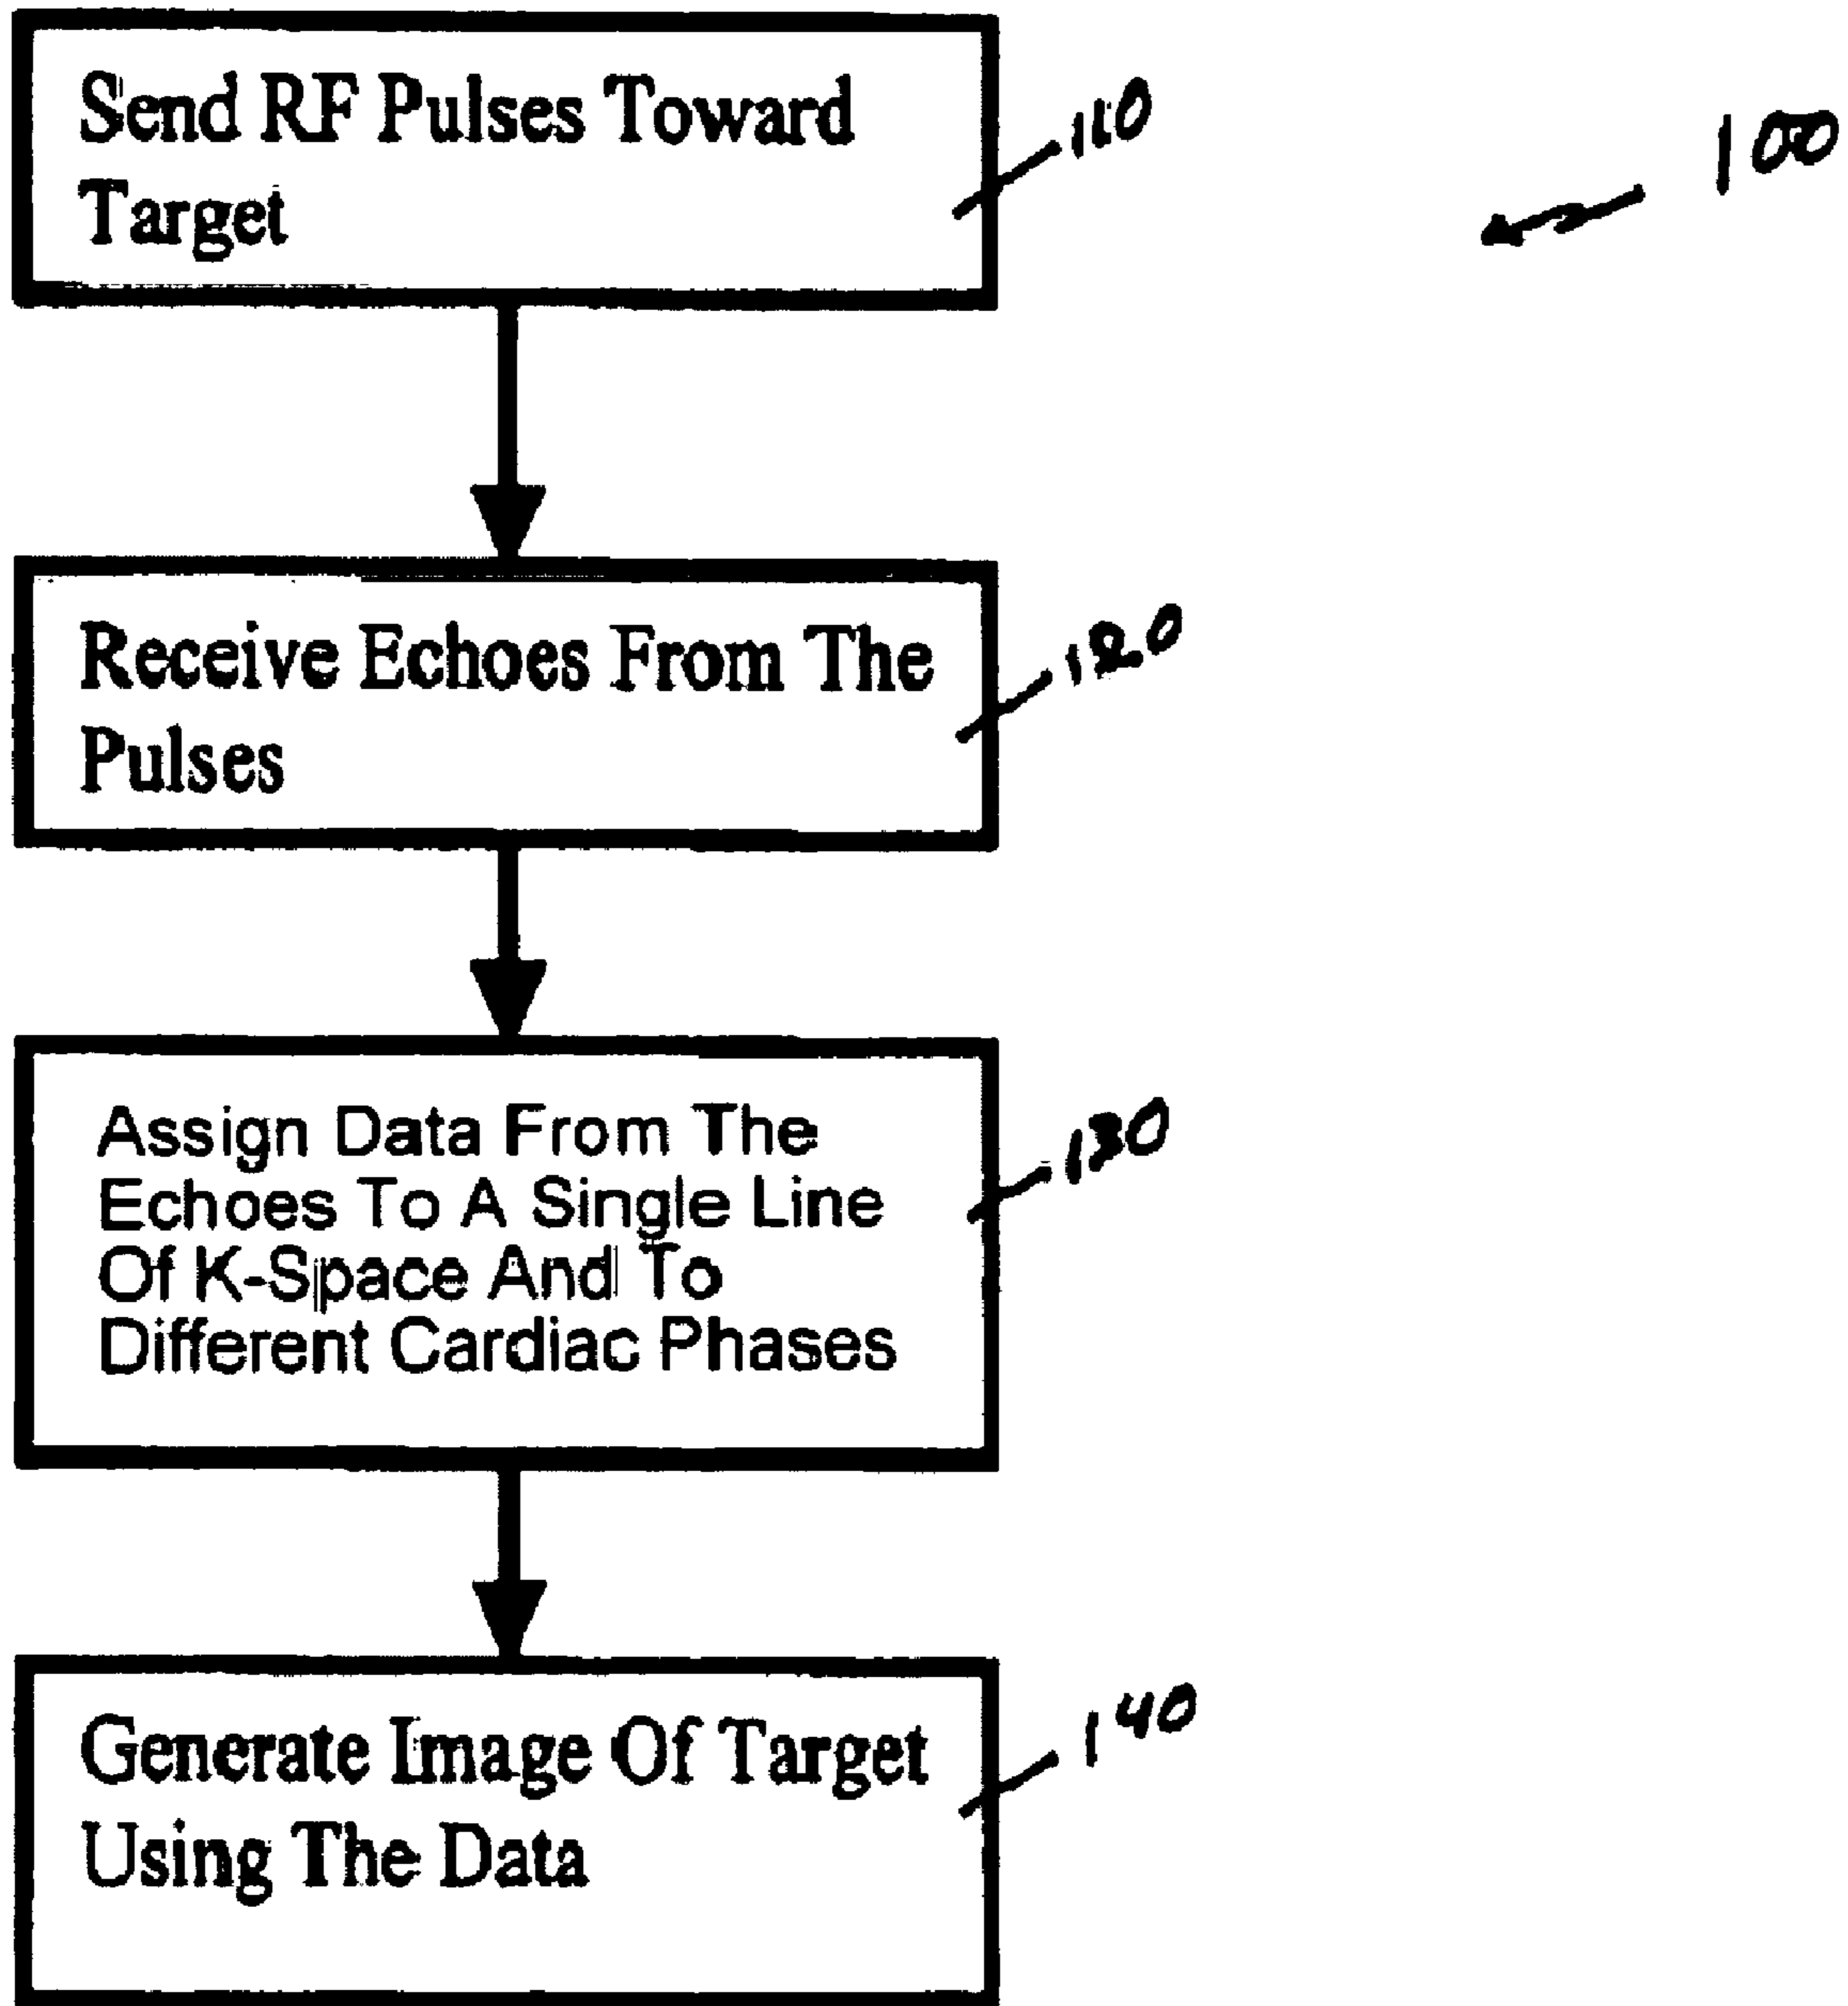 Send RF Pulses Toward
Target
110
100
Receive Echoes From The
Pulses
120
Assign Data From The
Echoes To A Single Line
Of K-Space And To
Different Cardiac Phases
130
Generate Image Of Target
Using The Data
140